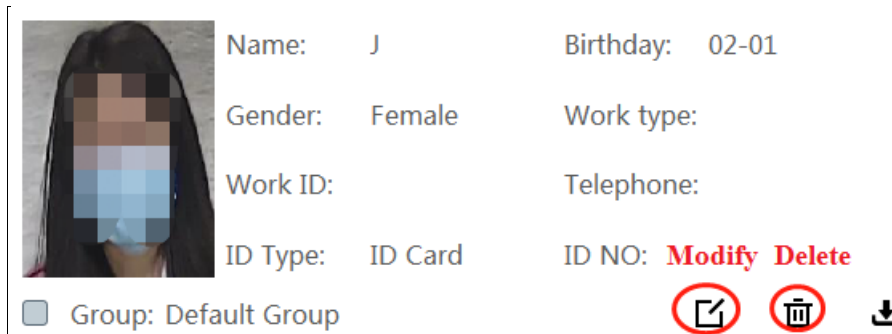 Name: J Birthday: 02-01
Gender: Female Work type:
Work ID: Telephone:
ID Type: ID Card ID NO: Modify Delete
Group: Default Group